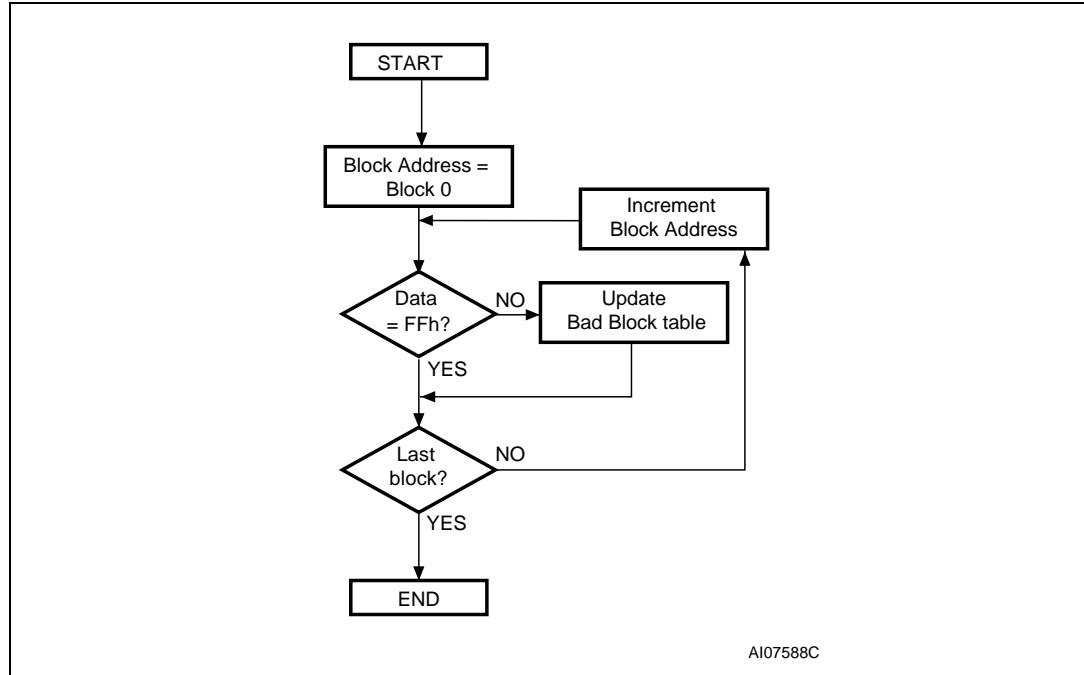 START
Block Address =
Block 0
Increment
Block Address
Data
= FFh?
NO
Update
Bad Block table
YES
Last
block?
NO
YES
END
AI07588C